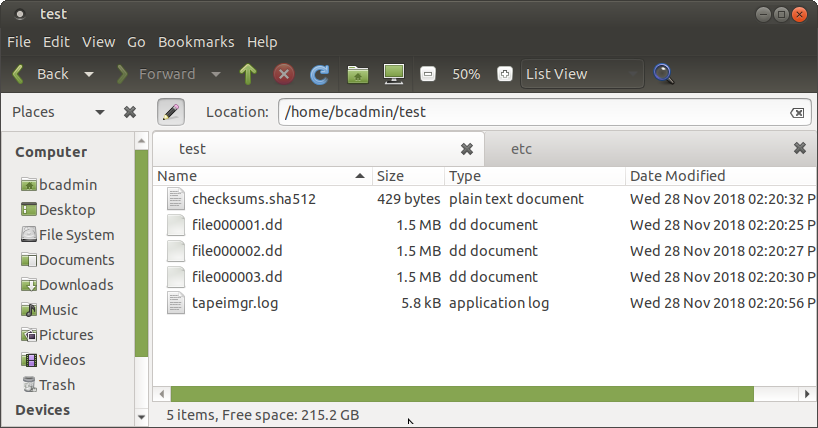 test
File Edit View Go Bookmarks Help
Back Forward 50% List View
Places Location: /home/bcadmin/test
Computer
bcadmin
Desktop
File System
Documents
Downloads
Music
Pictures
Videos
Trash
Devices
test etc
Name Size Type Date Modified
checksums.sha512 429 bytes plain text document Wed 28 Nov 2018 02:20:32 P
file000001.dd 1.5 MB dd document Wed 28 Nov 2018 02:20:25 P
file000002.dd 1.5 MB dd document Wed 28 Nov 2018 02:20:27 P
file000003.dd 1.5 MB dd document Wed 28 Nov 2018 02:20:30 P
tapeimgr.log 5.8 kB application log Wed 28 Nov 2018 02:20:56 P
5 items, Free space: 215.2 GB